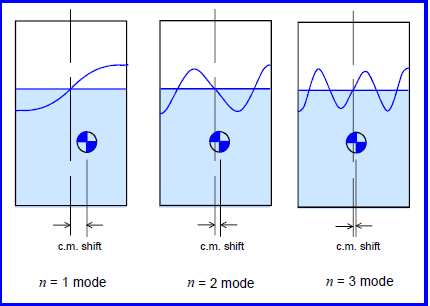 c.m. shift c.m. shift c.m. shift
n = 1 mode n = 2 mode n = 3 mode